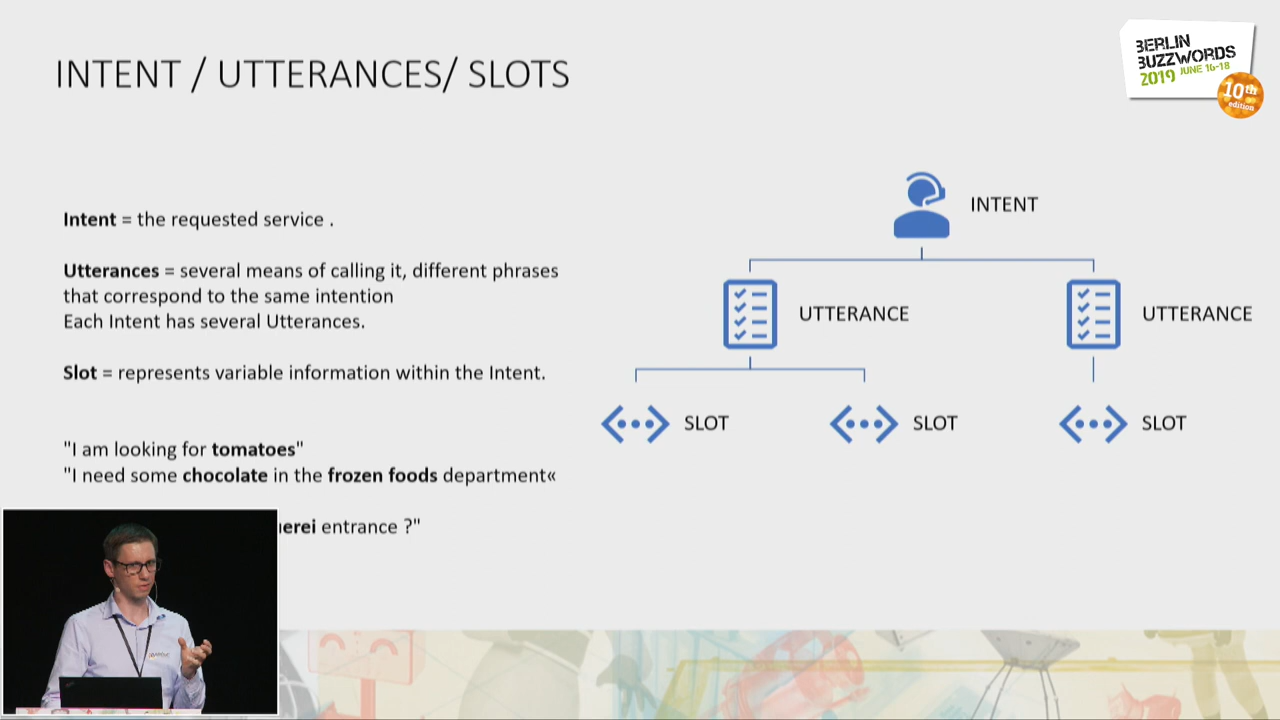 INTENT / UTTERANCES/ SLOTS
BERLIN
BUZZWORDS
2019 JUNE 16-18
10th
edition
Intent = the requested service .
Utterances = several means of calling it, different phrases
that correspond to the same intention
Each Intent has several Utterances.
Slot = represents variable information within the Intent.
"I am looking for tomatoes"
"I need some chocolate in the frozen foods department«
entrance ?"
INTENT
UTTERANCE
UTTERANCE
SLOT
SLOT
SLOT